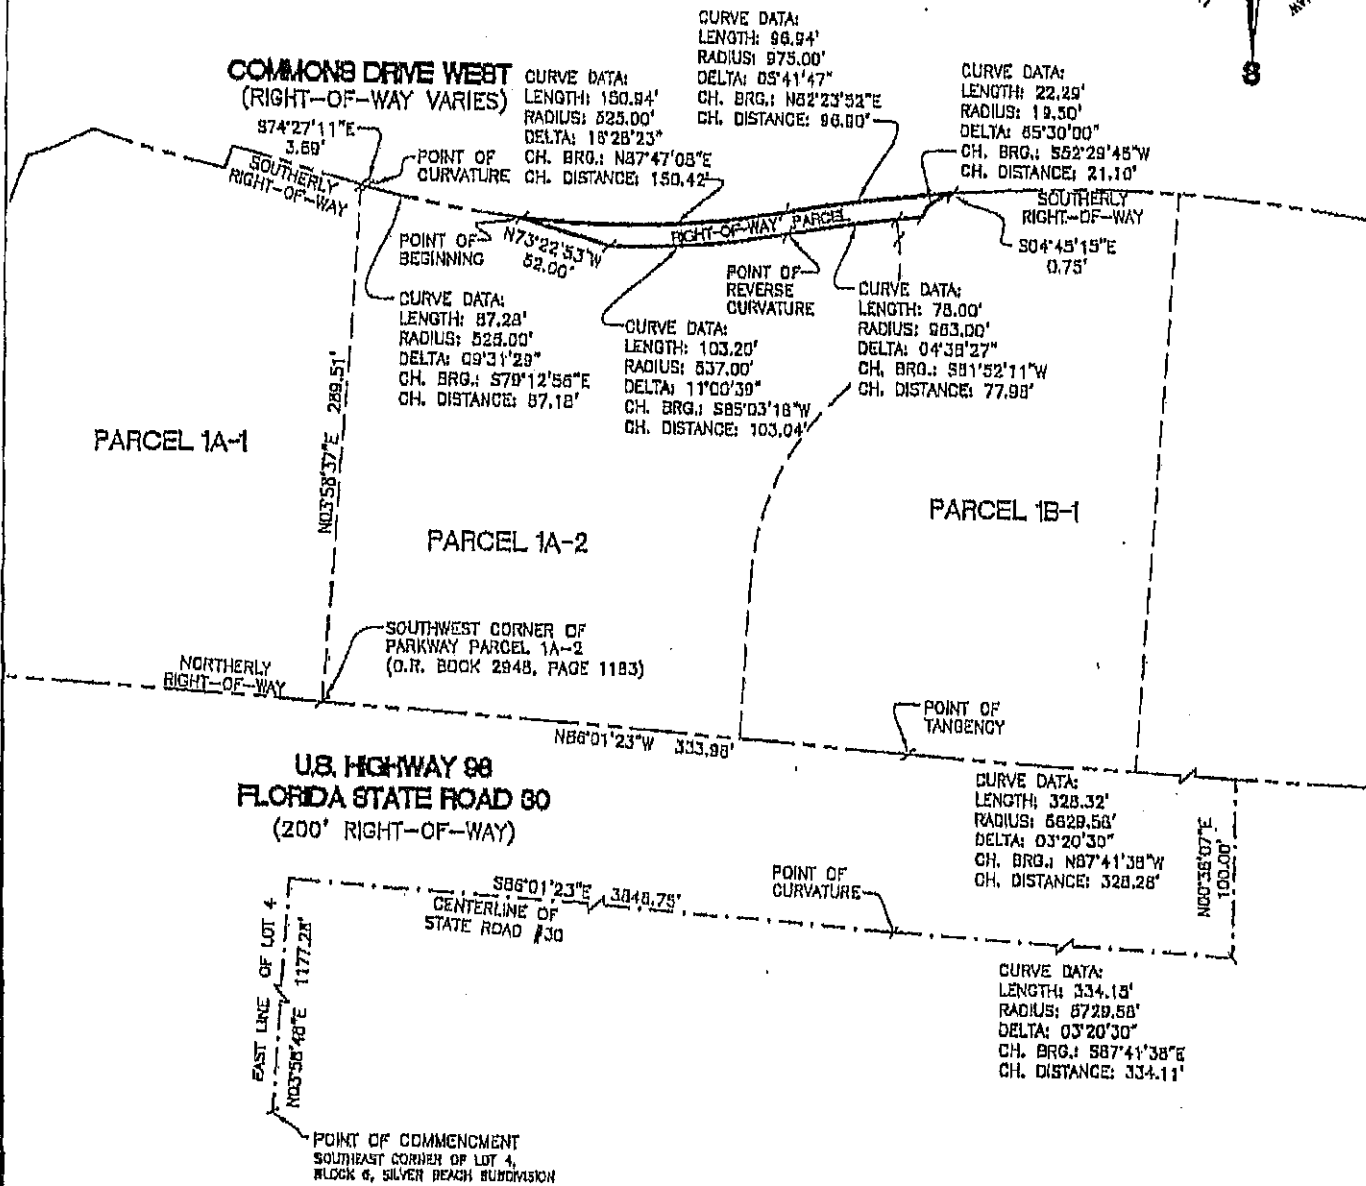 S
COMMONS DRIVE WEST
(RIGHT-OF-WAY VARIES)
S74°27'11"E
3.69'
SOUTHERLY
RIGHT-OF-WAY
POINT OF
CURVATURE
CURVE DATA:
LENGTH: 150.94'
RADIUS: 525.00'
DELTA: 16°28'23"
CH. BRG.: N87°47'08"E
CH. DISTANCE: 150.42'
CURVE DATA:
LENGTH: 96.94'
RADIUS: 975.00'
DELTA: 05°41'47"
CH. BRG.: N82°23'52"E
CH. DISTANCE: 96.90'
CURVE DATA:
LENGTH: 22.29'
RADIUS: 19.50'
DELTA: 65°30'00"
CH. BRG.: S52°29'45"W
CH. DISTANCE: 21.10'
SOUTHERLY
RIGHT-OF-WAY
S04°45'15"E
0.75'
POINT OF
BEGINNING
N73°22'53"W
52.00'
RIGHT-OF-WAY PARCEL
POINT OF
REVERSE
CURVATURE
CURVE DATA:
LENGTH: 87.28'
RADIUS: 525.00'
DELTA: 09°31'29"
CH. BRG.: S79°12'56"E
CH. DISTANCE: 87.18'
CURVE DATA:
LENGTH: 103.20'
RADIUS: 537.00'
DELTA: 11°00'39"
CH. BRG.: S85°03'16"W
CH. DISTANCE: 103.04'
CURVE DATA:
LENGTH: 78.00'
RADIUS: 963.00'
DELTA: 04°38'27"
CH. BRG.: S81°52'11"W
CH. DISTANCE: 77.98'
PARCEL 1A-1
N03°58'37"E 289.51'
PARCEL 1A-2
PARCEL 1B-1
SOUTHWEST CORNER OF
PARKWAY PARCEL 1A-2
(O.R. BOOK 2948, PAGE 1183)
NORTHERLY
RIGHT-OF-WAY
N86°01'23"W 333.98'
POINT OF
TANGENCY
U.S. HIGHWAY 98
FLORIDA STATE ROAD 30
(200' RIGHT-OF-WAY)
CURVE DATA:
LENGTH: 328.32'
RADIUS: 5629.58'
DELTA: 03°20'30"
CH. BRG.: N87°41'38"W
CH. DISTANCE: 328.28'
N00°38'07"E
100.00'
POINT OF
CURVATURE
S86°01'23"E 3848.75'
CENTERLINE OF
STATE ROAD #30
EAST LINE OF LOT 4
N03°58'48"E 1177.28'
CURVE DATA:
LENGTH: 334.15'
RADIUS: 5729.58'
DELTA: 03°20'30"
CH. BRG.: S87°41'38"E
CH. DISTANCE: 334.11'
POINT OF COMMENCMENT
SOUTHEAST CORNER OF LOT 4,
BLOCK 6, SILVER BEACH SUBDIVISION